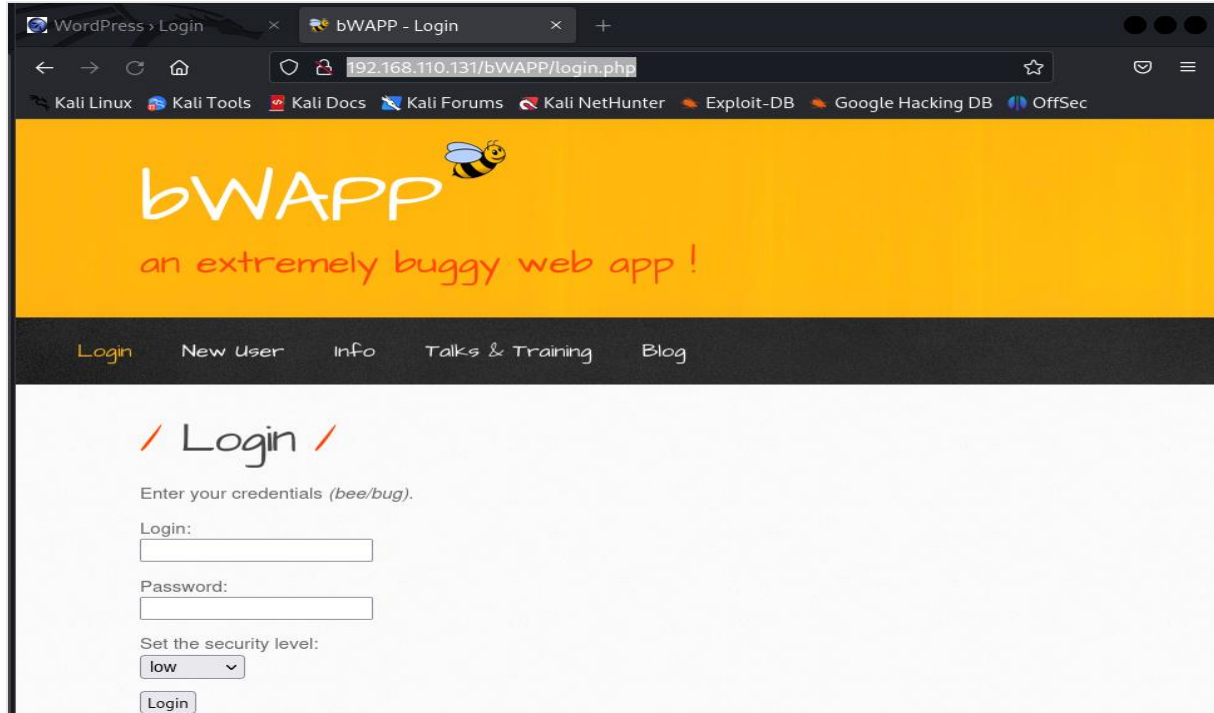 WordPress › Login
bWAPP - Login
192.168.110.131/bWAPP/login.php
Kali Linux Kali Tools Kali Docs Kali Forums Kali NetHunter Exploit-DB Google Hacking DB OffSec
bWAPP
an extremely buggy web app !
Login New User Info Talks & Training Blog
/ Login /
Enter your credentials (bee/bug).
Login:
Password:
Set the security level:
low
Login